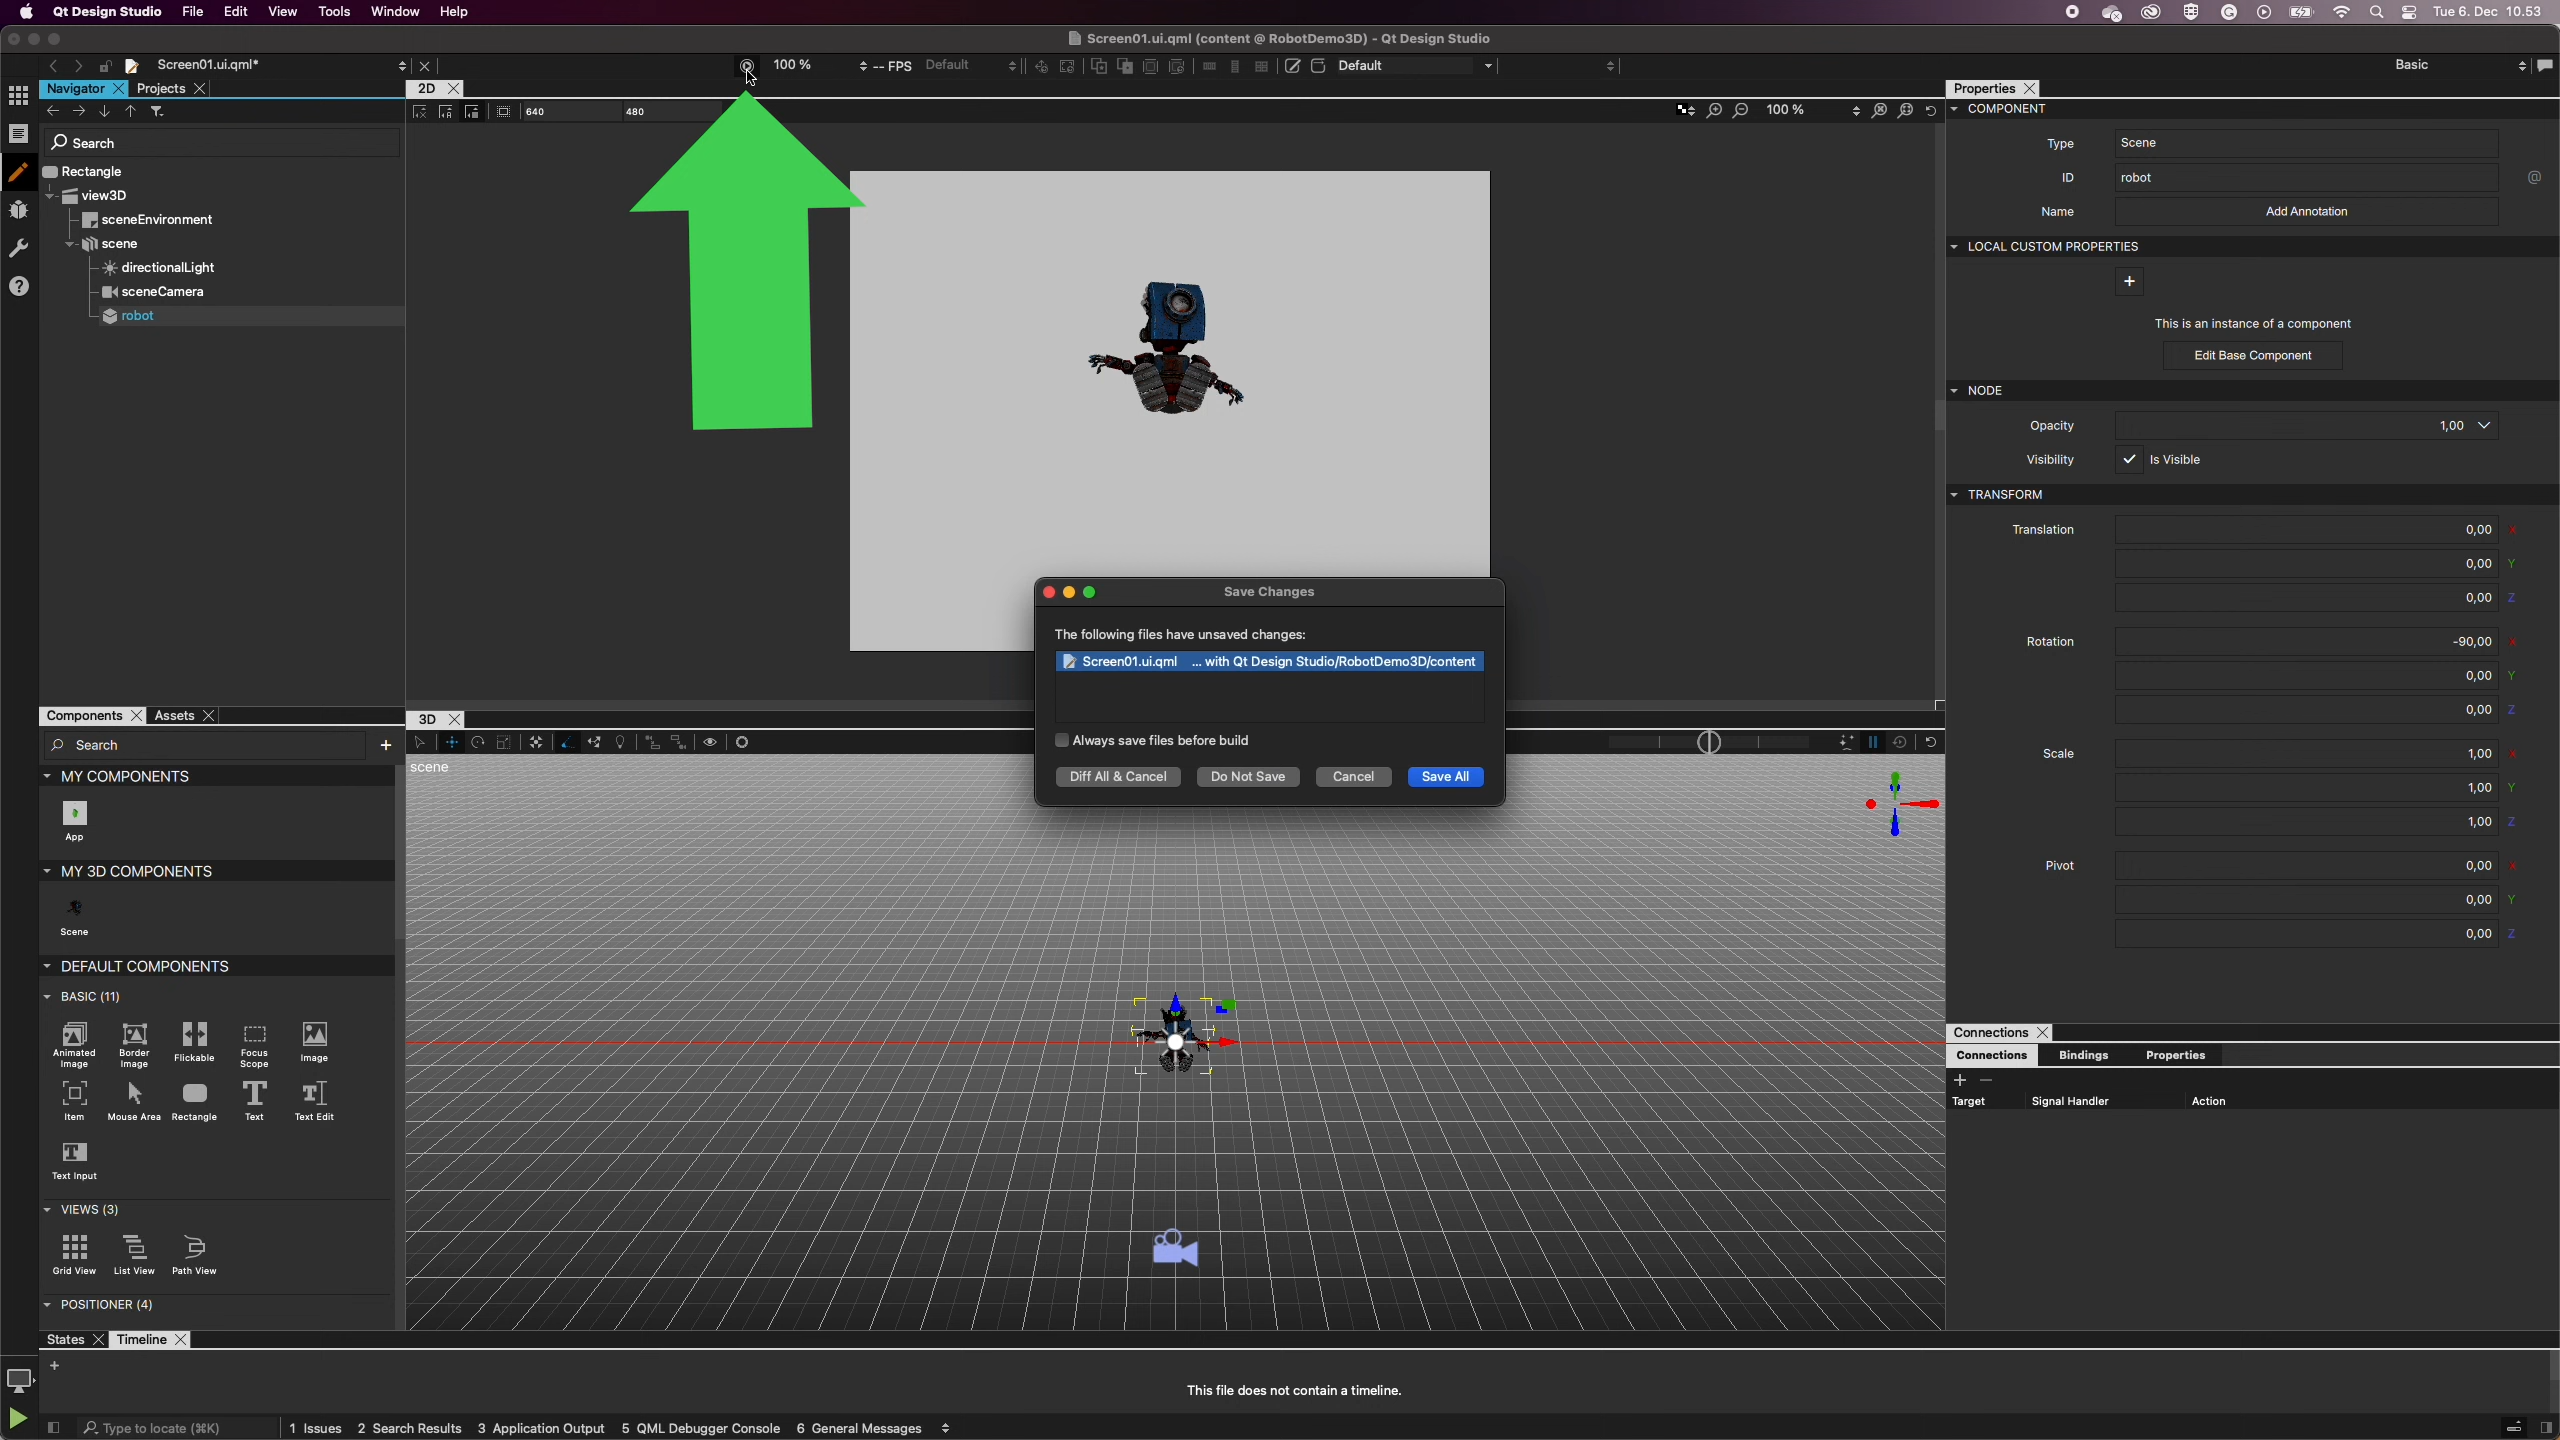 Qt Design Studio File Edit View Tools Window Help Tue 6. Dec 10.53
Screen01.ui.qml (content @ RobotDemo3D) - Qt Design Studio
Screen01.ui.qml* 100 % -- FPS Default Default Basic
Navigator Projects 2D Properties
640 480 100 % COMPONENT
Search
Type Scene
Rectangle
ID robot
view3D
Name Add Annotation
sceneEnvironment
scene
LOCAL CUSTOM PROPERTIES
directionalLight
+
sceneCamera
robot
This is an instance of a component
Edit Base Component
NODE
Opacity 1,00
Visibility Is Visible
TRANSFORM
Translation 0,00 X
0,00 Y
0,00 Z
Rotation -90,00 X
0,00 Y
0,00 Z
Scale 1,00 X
1,00 Y
1,00 Z
Pivot 0,00 X
0,00 Y
0,00 Z
Save Changes
The following files have unsaved changes:
Screen01.ui.qml ... with Qt Design Studio/RobotDemo3D/content
Always save files before build
Diff All & Cancel Do Not Save Cancel Save All
Components Assets 3D
Search +
scene
MY COMPONENTS
App
MY 3D COMPONENTS
Scene
DEFAULT COMPONENTS
BASIC (11)
Animated Image Border Image Flickable Focus Scope Image
Item Mouse Area Rectangle Text Text Edit
Text Input
VIEWS (3)
Grid View List View Path View
POSITIONER (4)
Connections
Connections Bindings Properties
Target Signal Handler Action
States Timeline
+
This file does not contain a timeline.
Type to locate (⌘K) 1 Issues 2 Search Results 3 Application Output 5 QML Debugger Console 6 General Messages